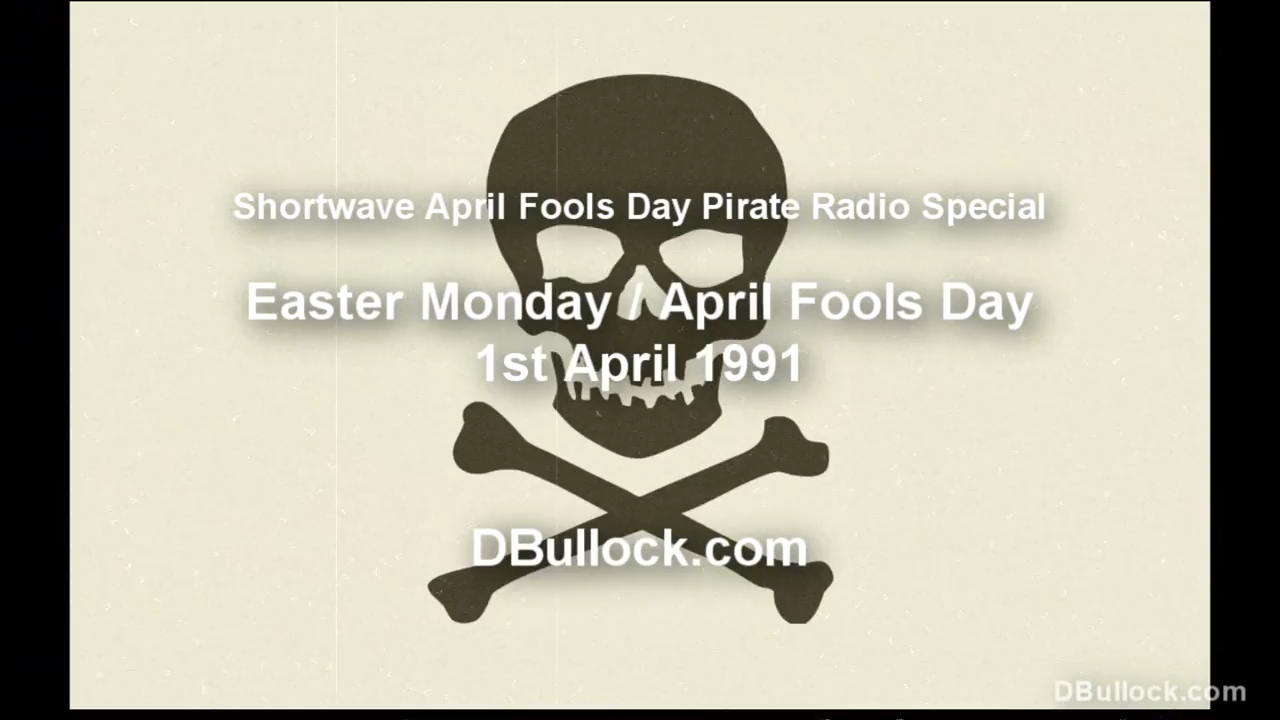 Shortwave April Fools Day Pirate Radio Special
Easter Monday / April Fools Day
1st April 1991
DBullock.com
DBullock.com